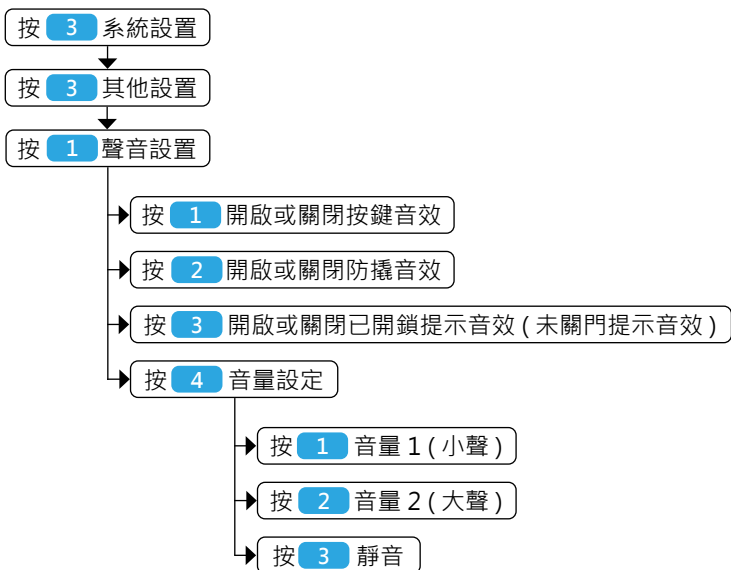 按 3 系統設置
按 3 其他設置
按 1 聲音設置
按 1 開啟或關閉按鍵音效
按 2 開啟或關閉防撬音效
按 3 開啟或關閉已開鎖提示音效 ( 未關門提示音效 )
按 4 音量設定
按 1 音量 1 ( 小聲 )
按 2 音量 2 ( 大聲 )
按 3 靜音